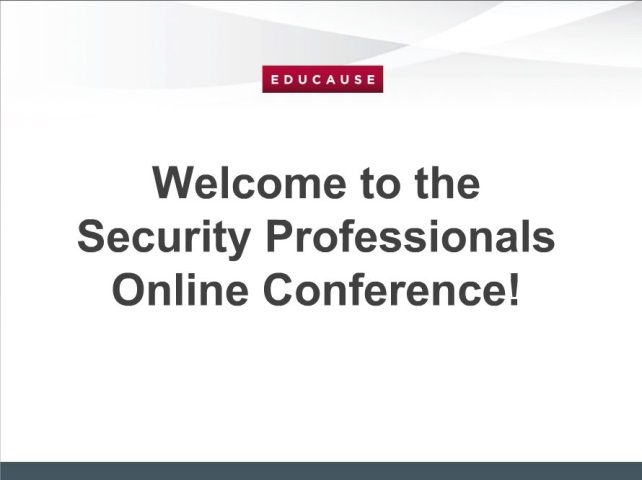 EDUCAUSE
Welcome to the
Security Professionals
Online Conference!